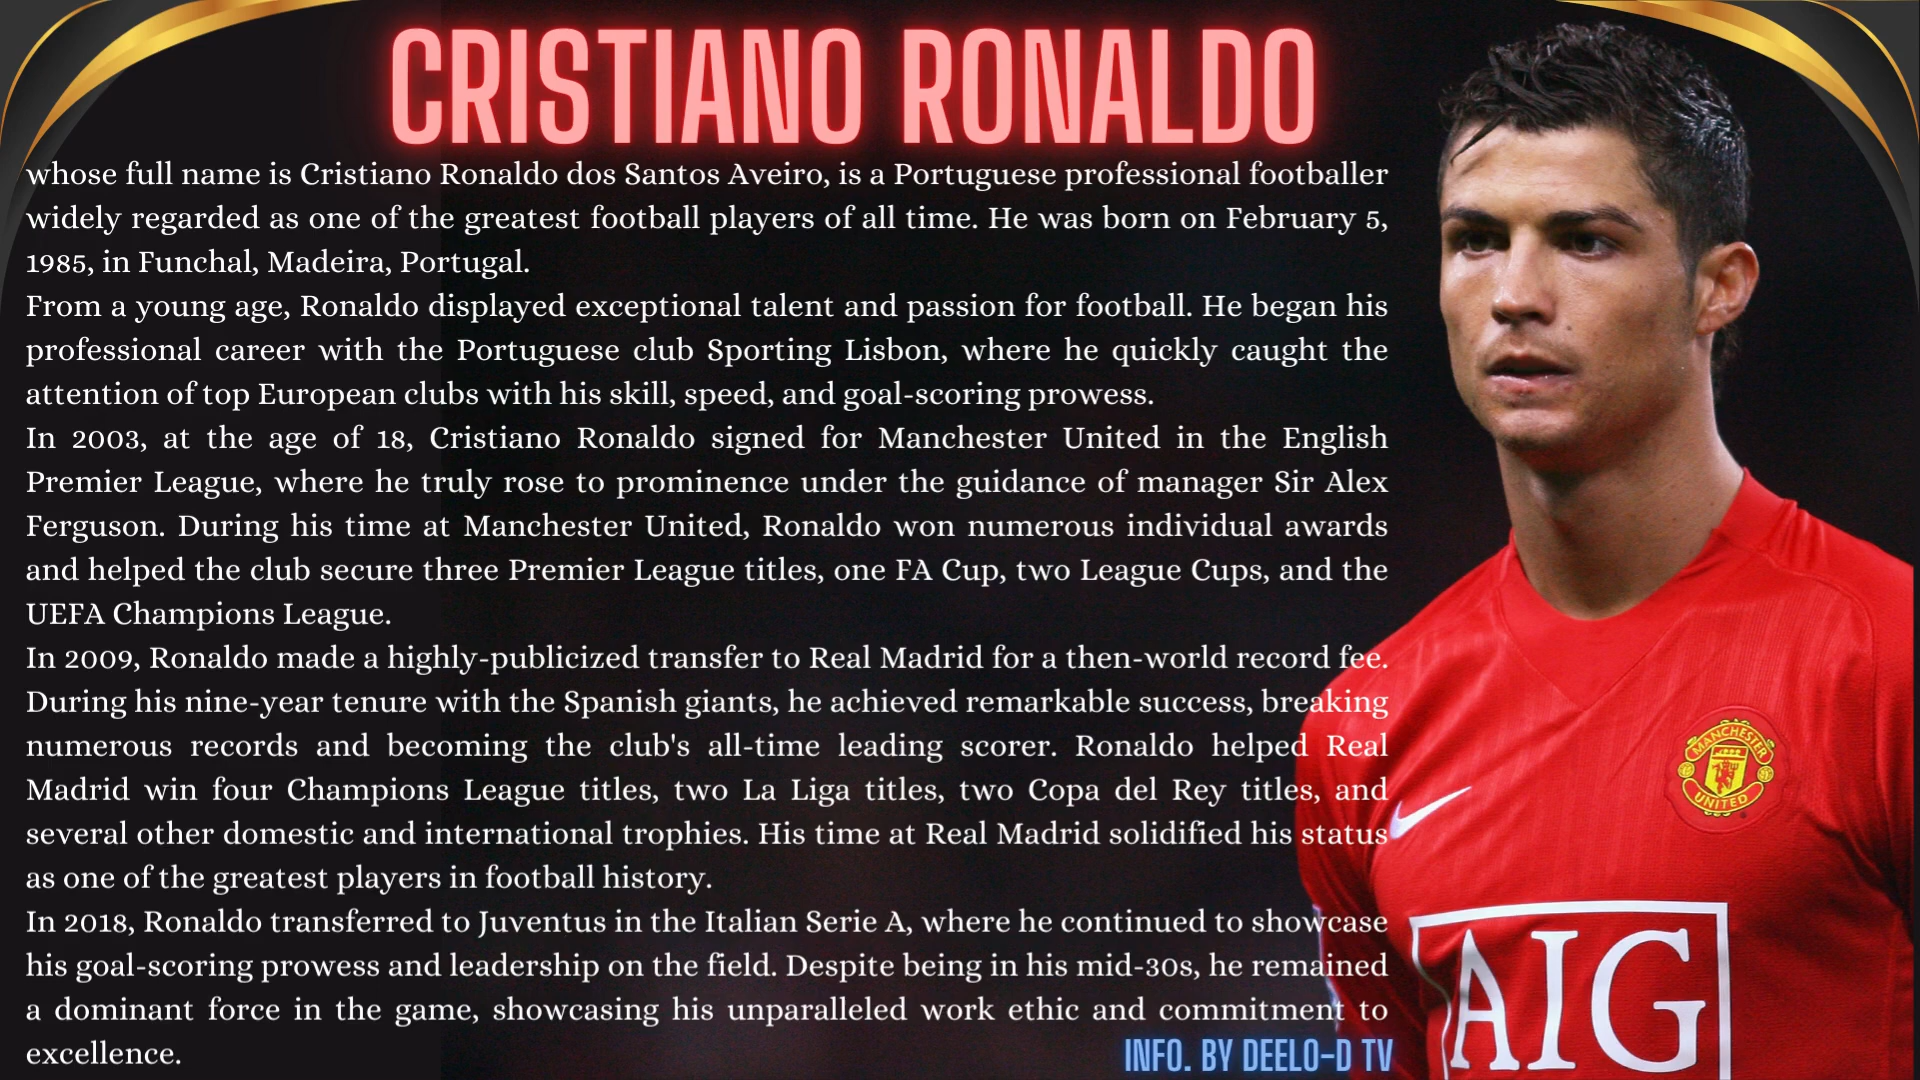 CRISTIANO RONALDO
whose full name is Cristiano Ronaldo dos Santos Aveiro, is a Portuguese professional footballer
widely regarded as one of the greatest football players of all time. He was born on February 5,
1985, in Funchal, Madeira, Portugal.
From a young age, Ronaldo displayed exceptional talent and passion for football. He began his
professional career with the Portuguese club Sporting Lisbon, where he quickly caught the
attention of top European clubs with his skill, speed, and goal-scoring prowess.
In 2003, at the age of 18, Cristiano Ronaldo signed for Manchester United in the English
Premier League, where he truly rose to prominence under the guidance of manager Sir Alex
Ferguson. During his time at Manchester United, Ronaldo won numerous individual awards
and helped the club secure three Premier League titles, one FA Cup, two League Cups, and the
UEFA Champions League.
In 2009, Ronaldo made a highly-publicized transfer to Real Madrid for a then-world record fee.
During his nine-year tenure with the Spanish giants, he achieved remarkable success, breaking
numerous records and becoming the club's all-time leading scorer. Ronaldo helped Real
Madrid win four Champions League titles, two La Liga titles, two Copa del Rey titles, and
several other domestic and international trophies. His time at Real Madrid solidified his status
as one of the greatest players in football history.
In 2018, Ronaldo transferred to Juventus in the Italian Serie A, where he continued to showcase
his goal-scoring prowess and leadership on the field. Despite being in his mid-30s, he remained
a dominant force in the game, showcasing his unparalleled work ethic and commitment to
excellence.
INFO. BY DEELO-D TV
MANCHESTER
UNITED
AIG